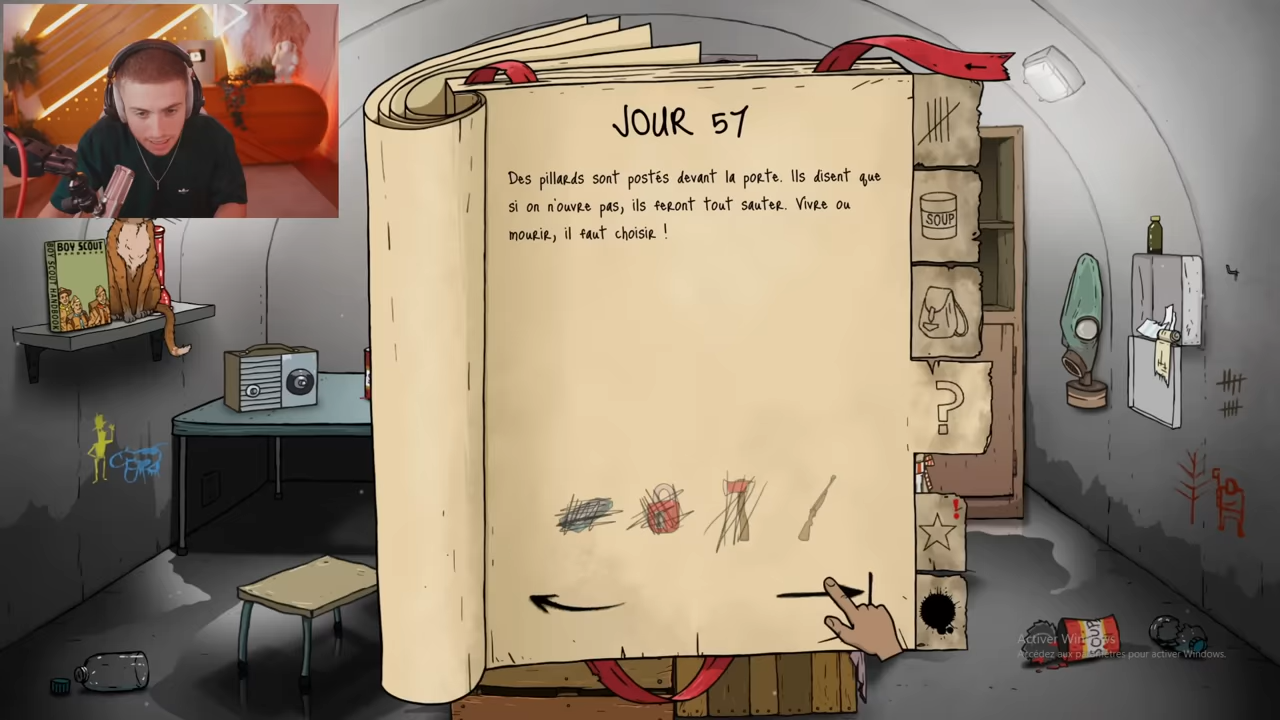 JOUR 57
Des pillards sont postés devant la porte. Ils disent que
si on n'ouvre pas, ils feront tout sauter. Vivre ou
mourir, il faut choisir !
SOUP
BOY SCOUT
BOY SCOUT HANDBOOK
SOUP
Activer Windows
Accédez aux paramètres pour activer Windows.